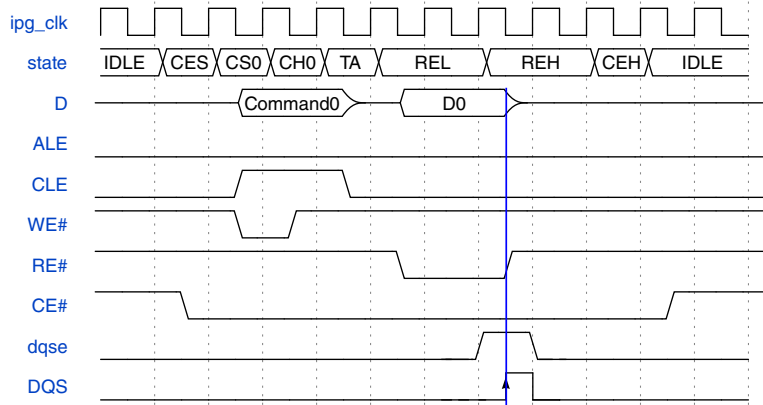 ipg_clk
state IDLE CES CS0 CH0 TA REL REH CEH IDLE
D Command0 D0
ALE
CLE
WE#
RE#
CE#
dqse
DQS